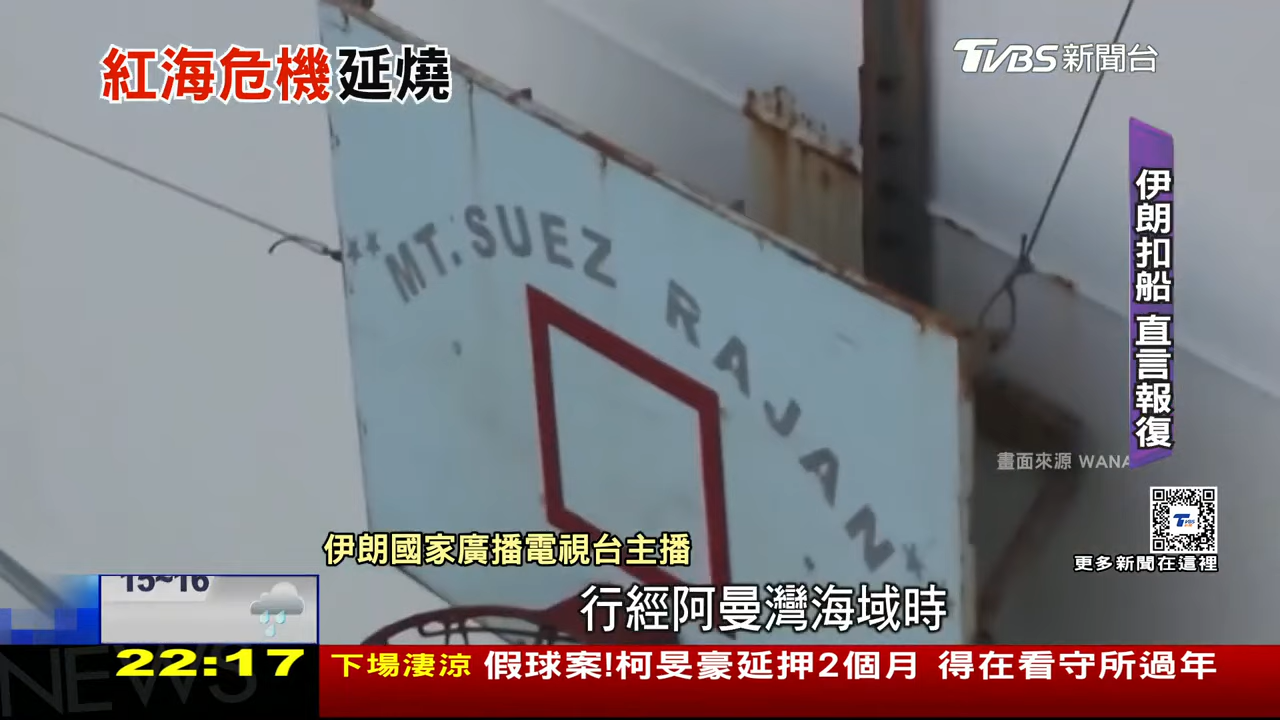 紅海危機延燒
TVBS新聞台
伊朗扣船 直言報復
** MT. SUEZ RAJAN *
畫面來源 WANA
TVBS
更多新聞在這裡
伊朗國家廣播電視台主播
行經阿曼灣海域時
15~16
NEWS
22:17
下場淒涼 假球案!柯旻豪延押2個月 得在看守所過年